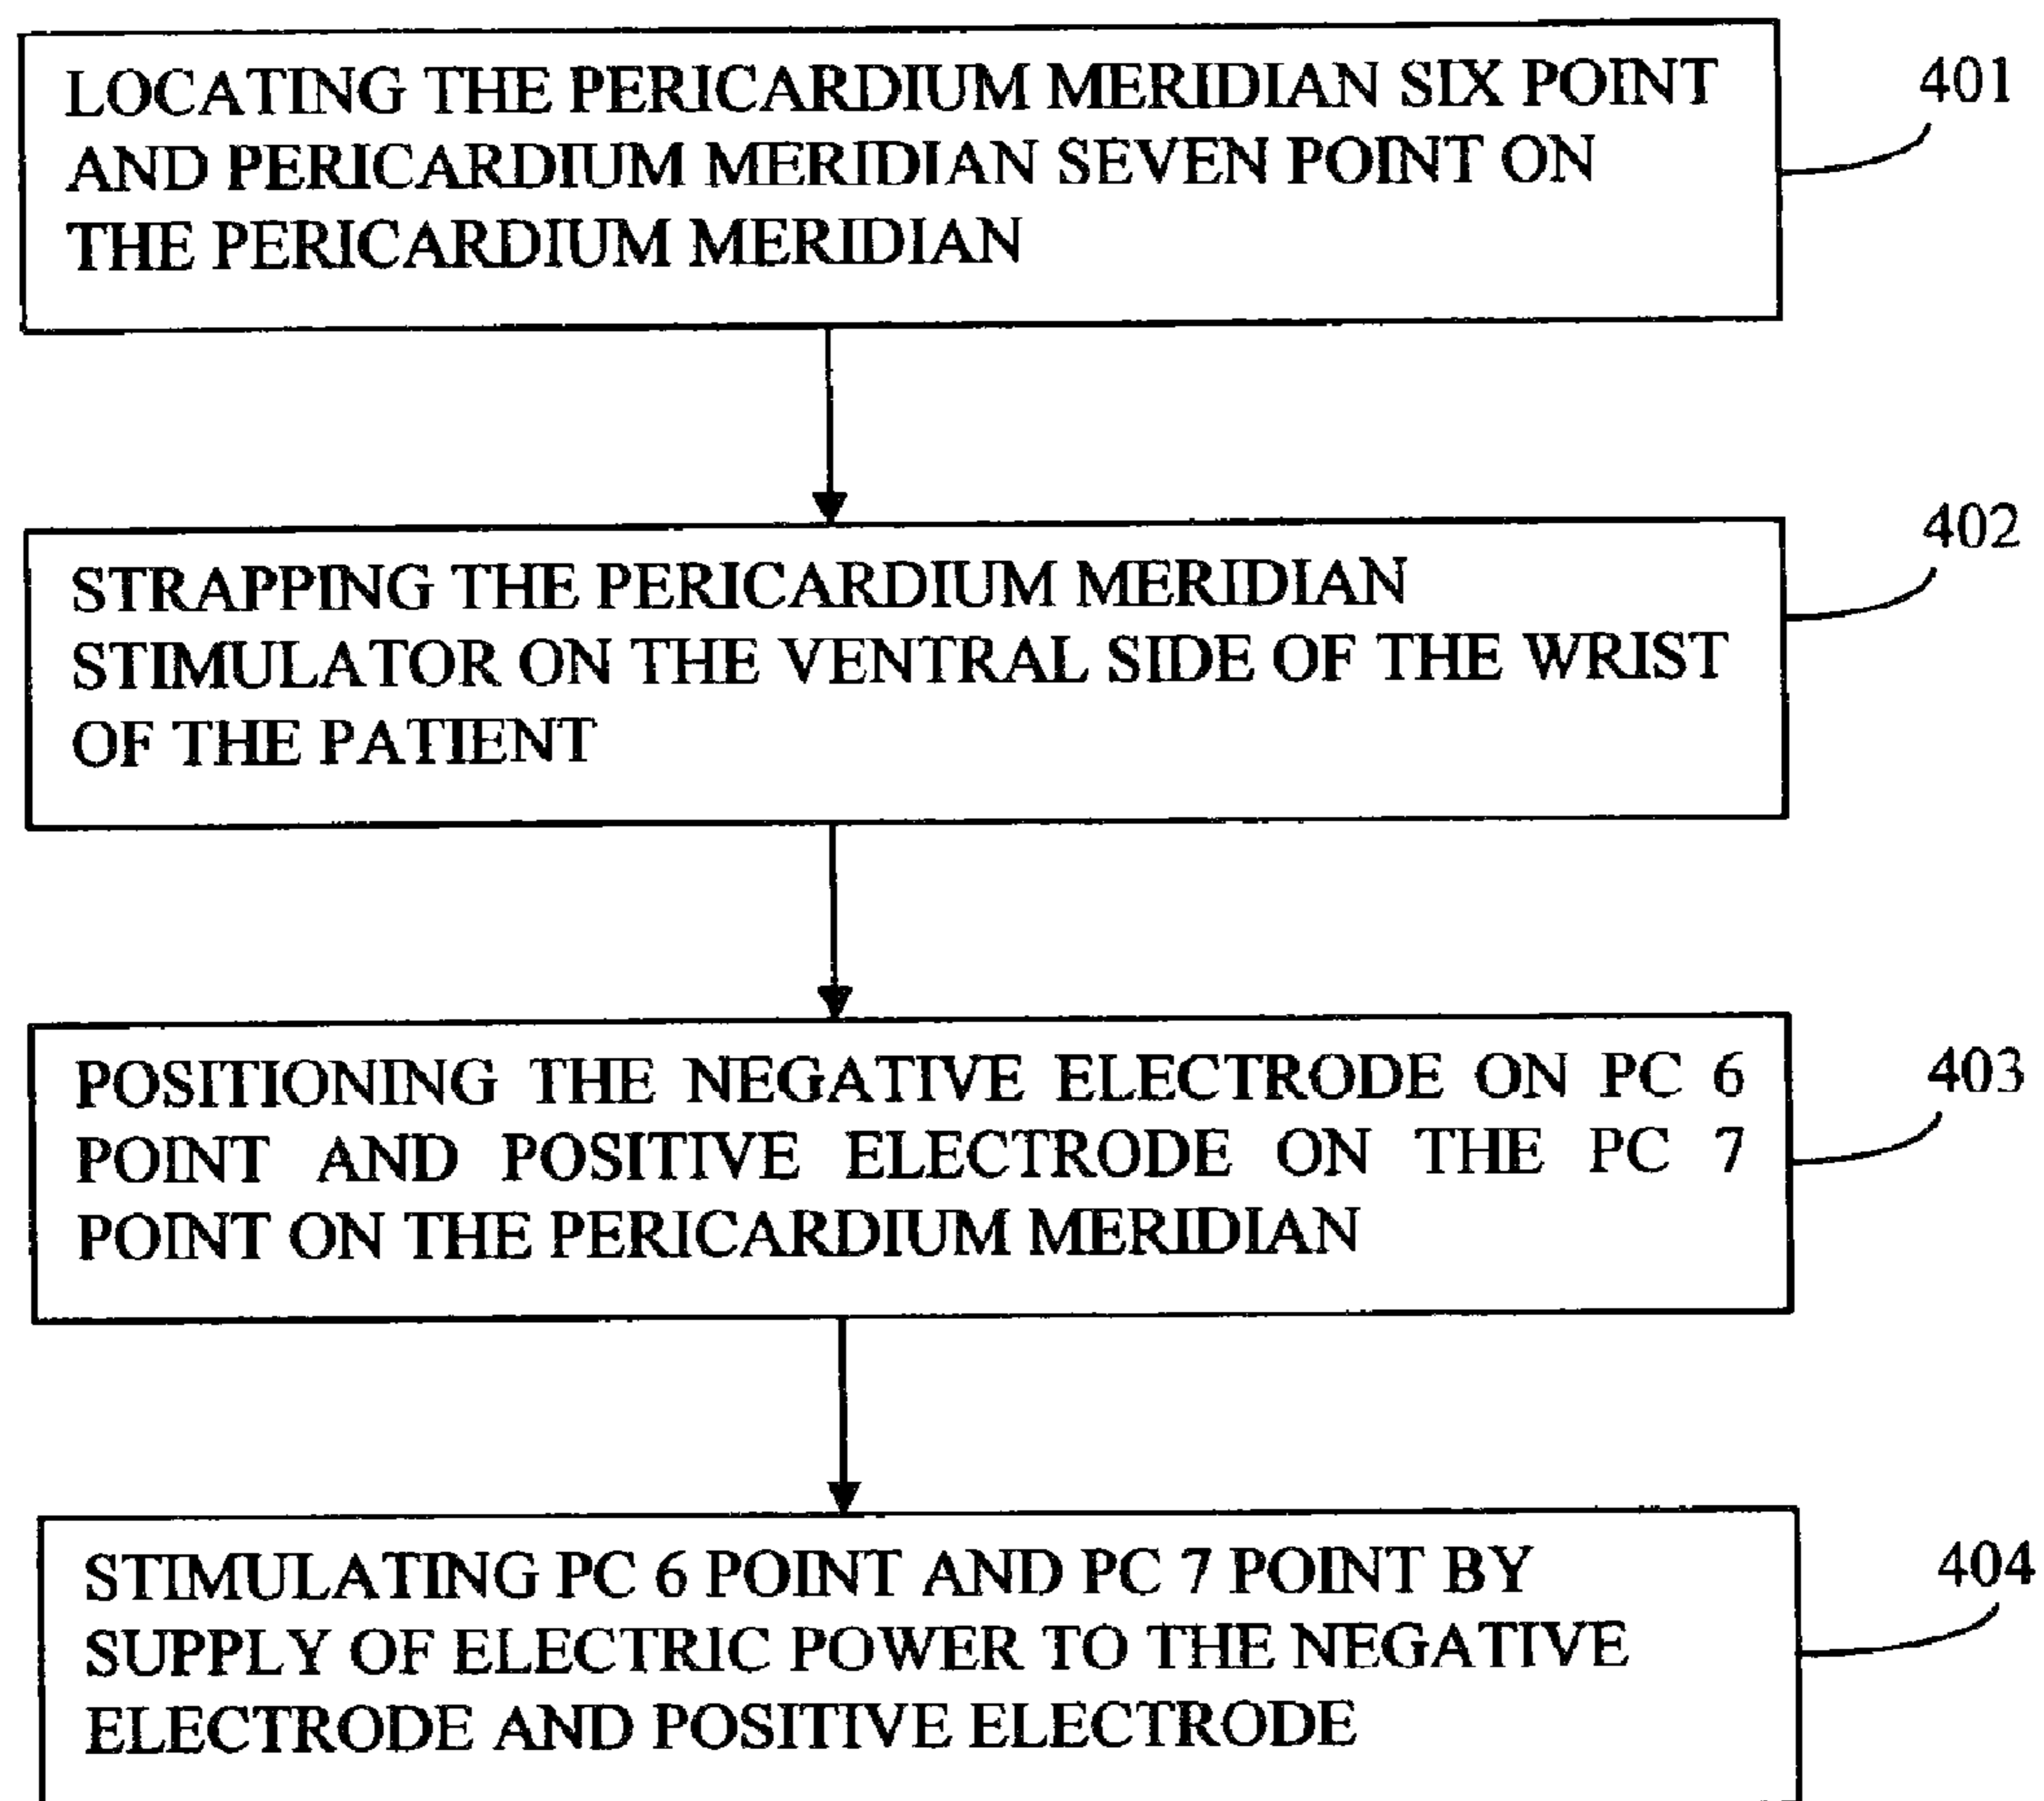 LOCATING THE PERICARDIUM MERIDIAN SIX POINT
AND PERICARDIUM MERIDIAN SEVEN POINT ON
THE PERICARDIUM MERIDIAN
401
STRAPPING THE PERICARDIUM MERIDIAN
STIMULATOR ON THE VENTRAL SIDE OF THE WRIST
OF THE PATIENT
402
POSITIONING THE NEGATIVE ELECTRODE ON PC 6
POINT AND POSITIVE ELECTRODE ON THE PC 7
POINT ON THE PERICARDIUM MERIDIAN
403
STIMULATING PC 6 POINT AND PC 7 POINT BY
SUPPLY OF ELECTRIC POWER TO THE NEGATIVE
ELECTRODE AND POSITIVE ELECTRODE
404